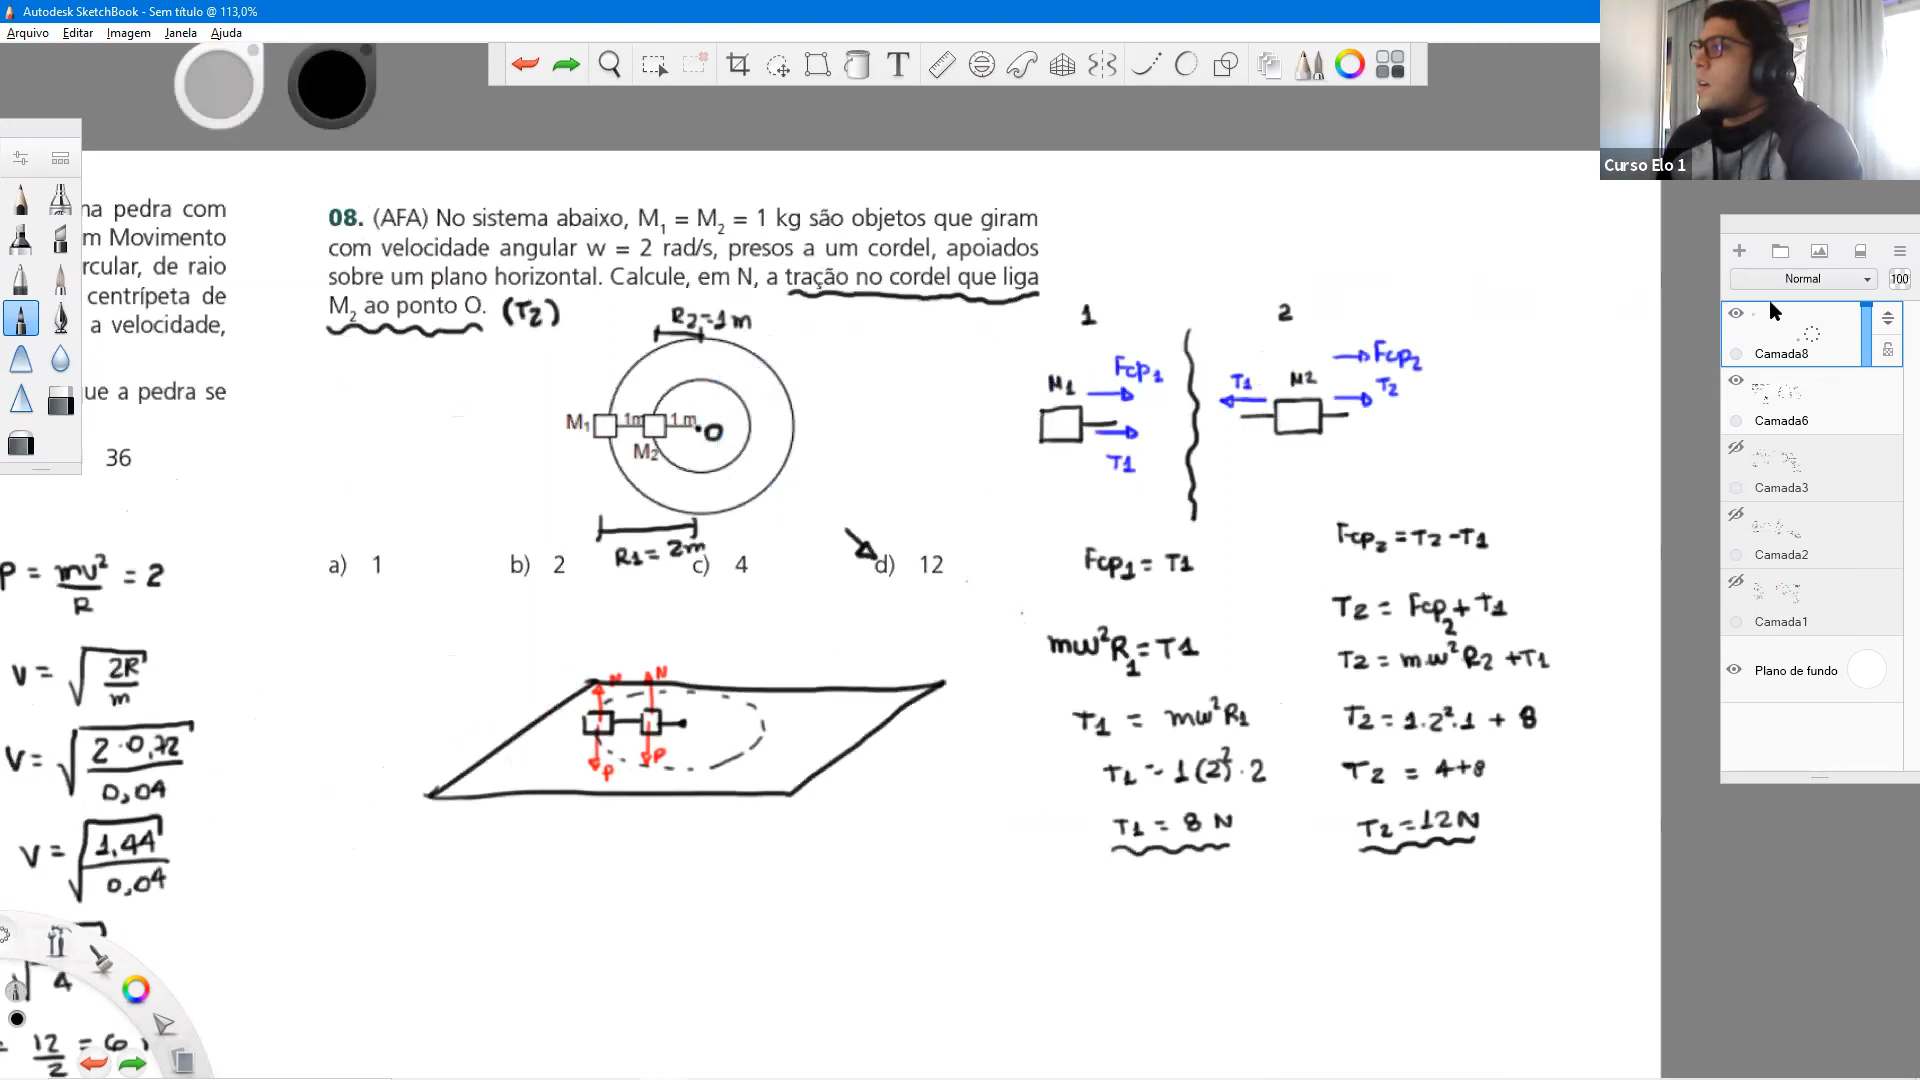 Autodesk SketchBook - Sem título @ 113,0%
Arquivo Editar Imagem Janela Ajuda
Curso Elo 1
na pedra com
m Movimento
rcular, de raio
centrípeta de
a velocidade,
que a pedra se
36
P = mv² / R = 2
v = √ 2R / m
v = √ 2 · 0,72 / 0,04
v = √ 1,44 / 0,04
4
= 12 / 2 = 6
08. (AFA) No sistema abaixo, M₁ = M₂ = 1 kg são objetos que giram
com velocidade angular w = 2 rad/s, presos a um cordel, apoiados
sobre um plano horizontal. Calcule, em N, a tração no cordel que liga
M₂ ao ponto O. (T2)
R2=1m
M₁ 1m 1 m O
M₂
R1 = 2m
a) 1 b) 2 c) 4 d) 12
N N
P P
1
M1 Fcp1
T1
Fcp1 = T1
mw²R1 = T1
T1 = mw²R1
T1 = 1(2)² · 2
T1 = 8 N
2
Fcp2
T1 M2 T2
Fcp2 = T2 - T1
T2 = Fcp2 + T1
T2 = m.w²R2 + T1
T2 = 1.2².1 + 8
T2 = 4+8
T2 = 12N
Normal 100
Camada8
Camada6
Camada3
Camada2
Camada1
Plano de fundo